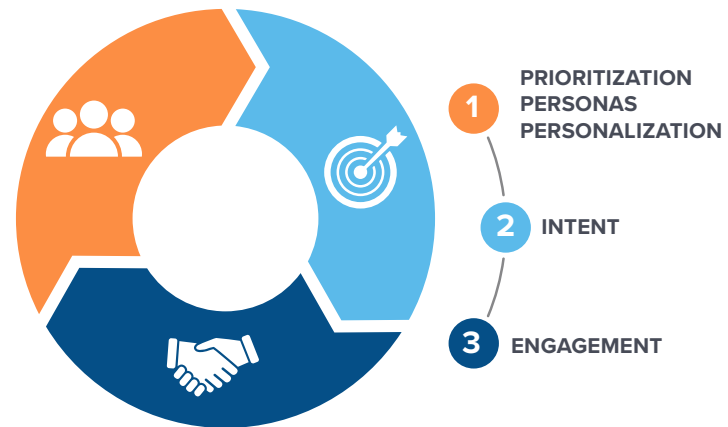 1
PRIORITIZATION
PERSONAS
PERSONALIZATION
2
INTENT
3
ENGAGEMENT